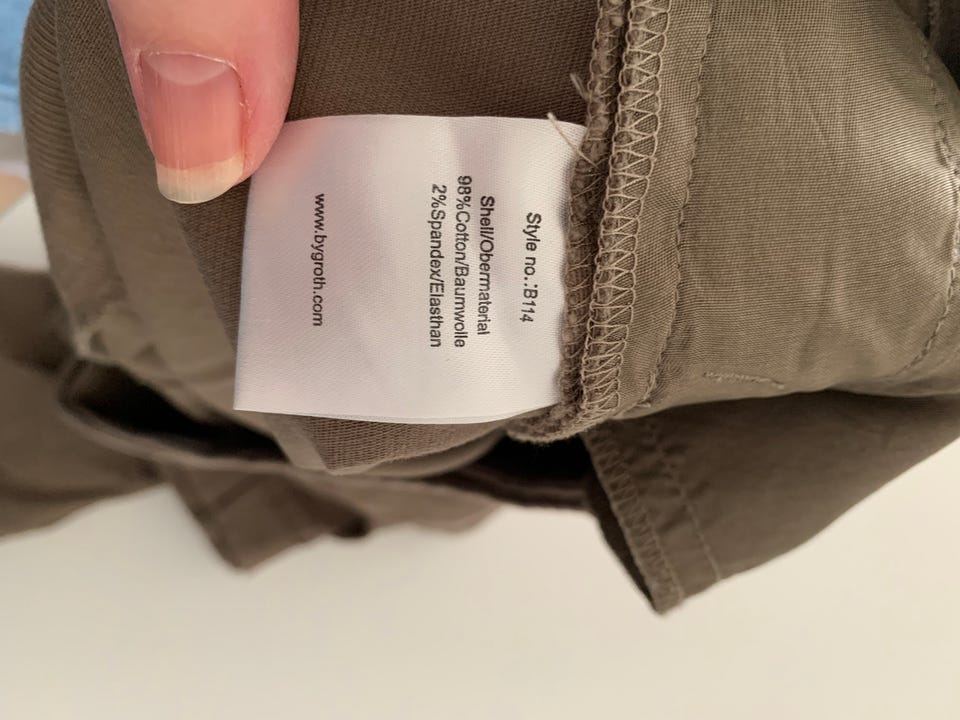 Style no.:B114
Shell/Obermaterial
98%Cotton/Baumwolle
2%Spandex/Elasthan
www.bygroth.com